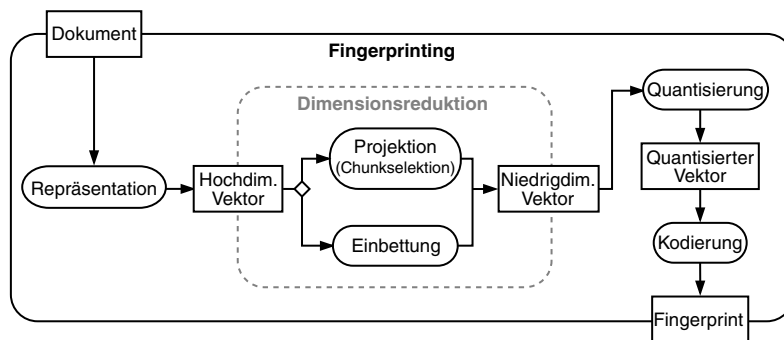 Dokument
Fingerprinting
Dimensionsreduktion
Repräsentation
Hochdim.
Vektor
Projektion
(Chunkselektion)
Einbettung
Niedrigdim.
Vektor
Quantisierung
Quantisierter
Vektor
Kodierung
Fingerprint